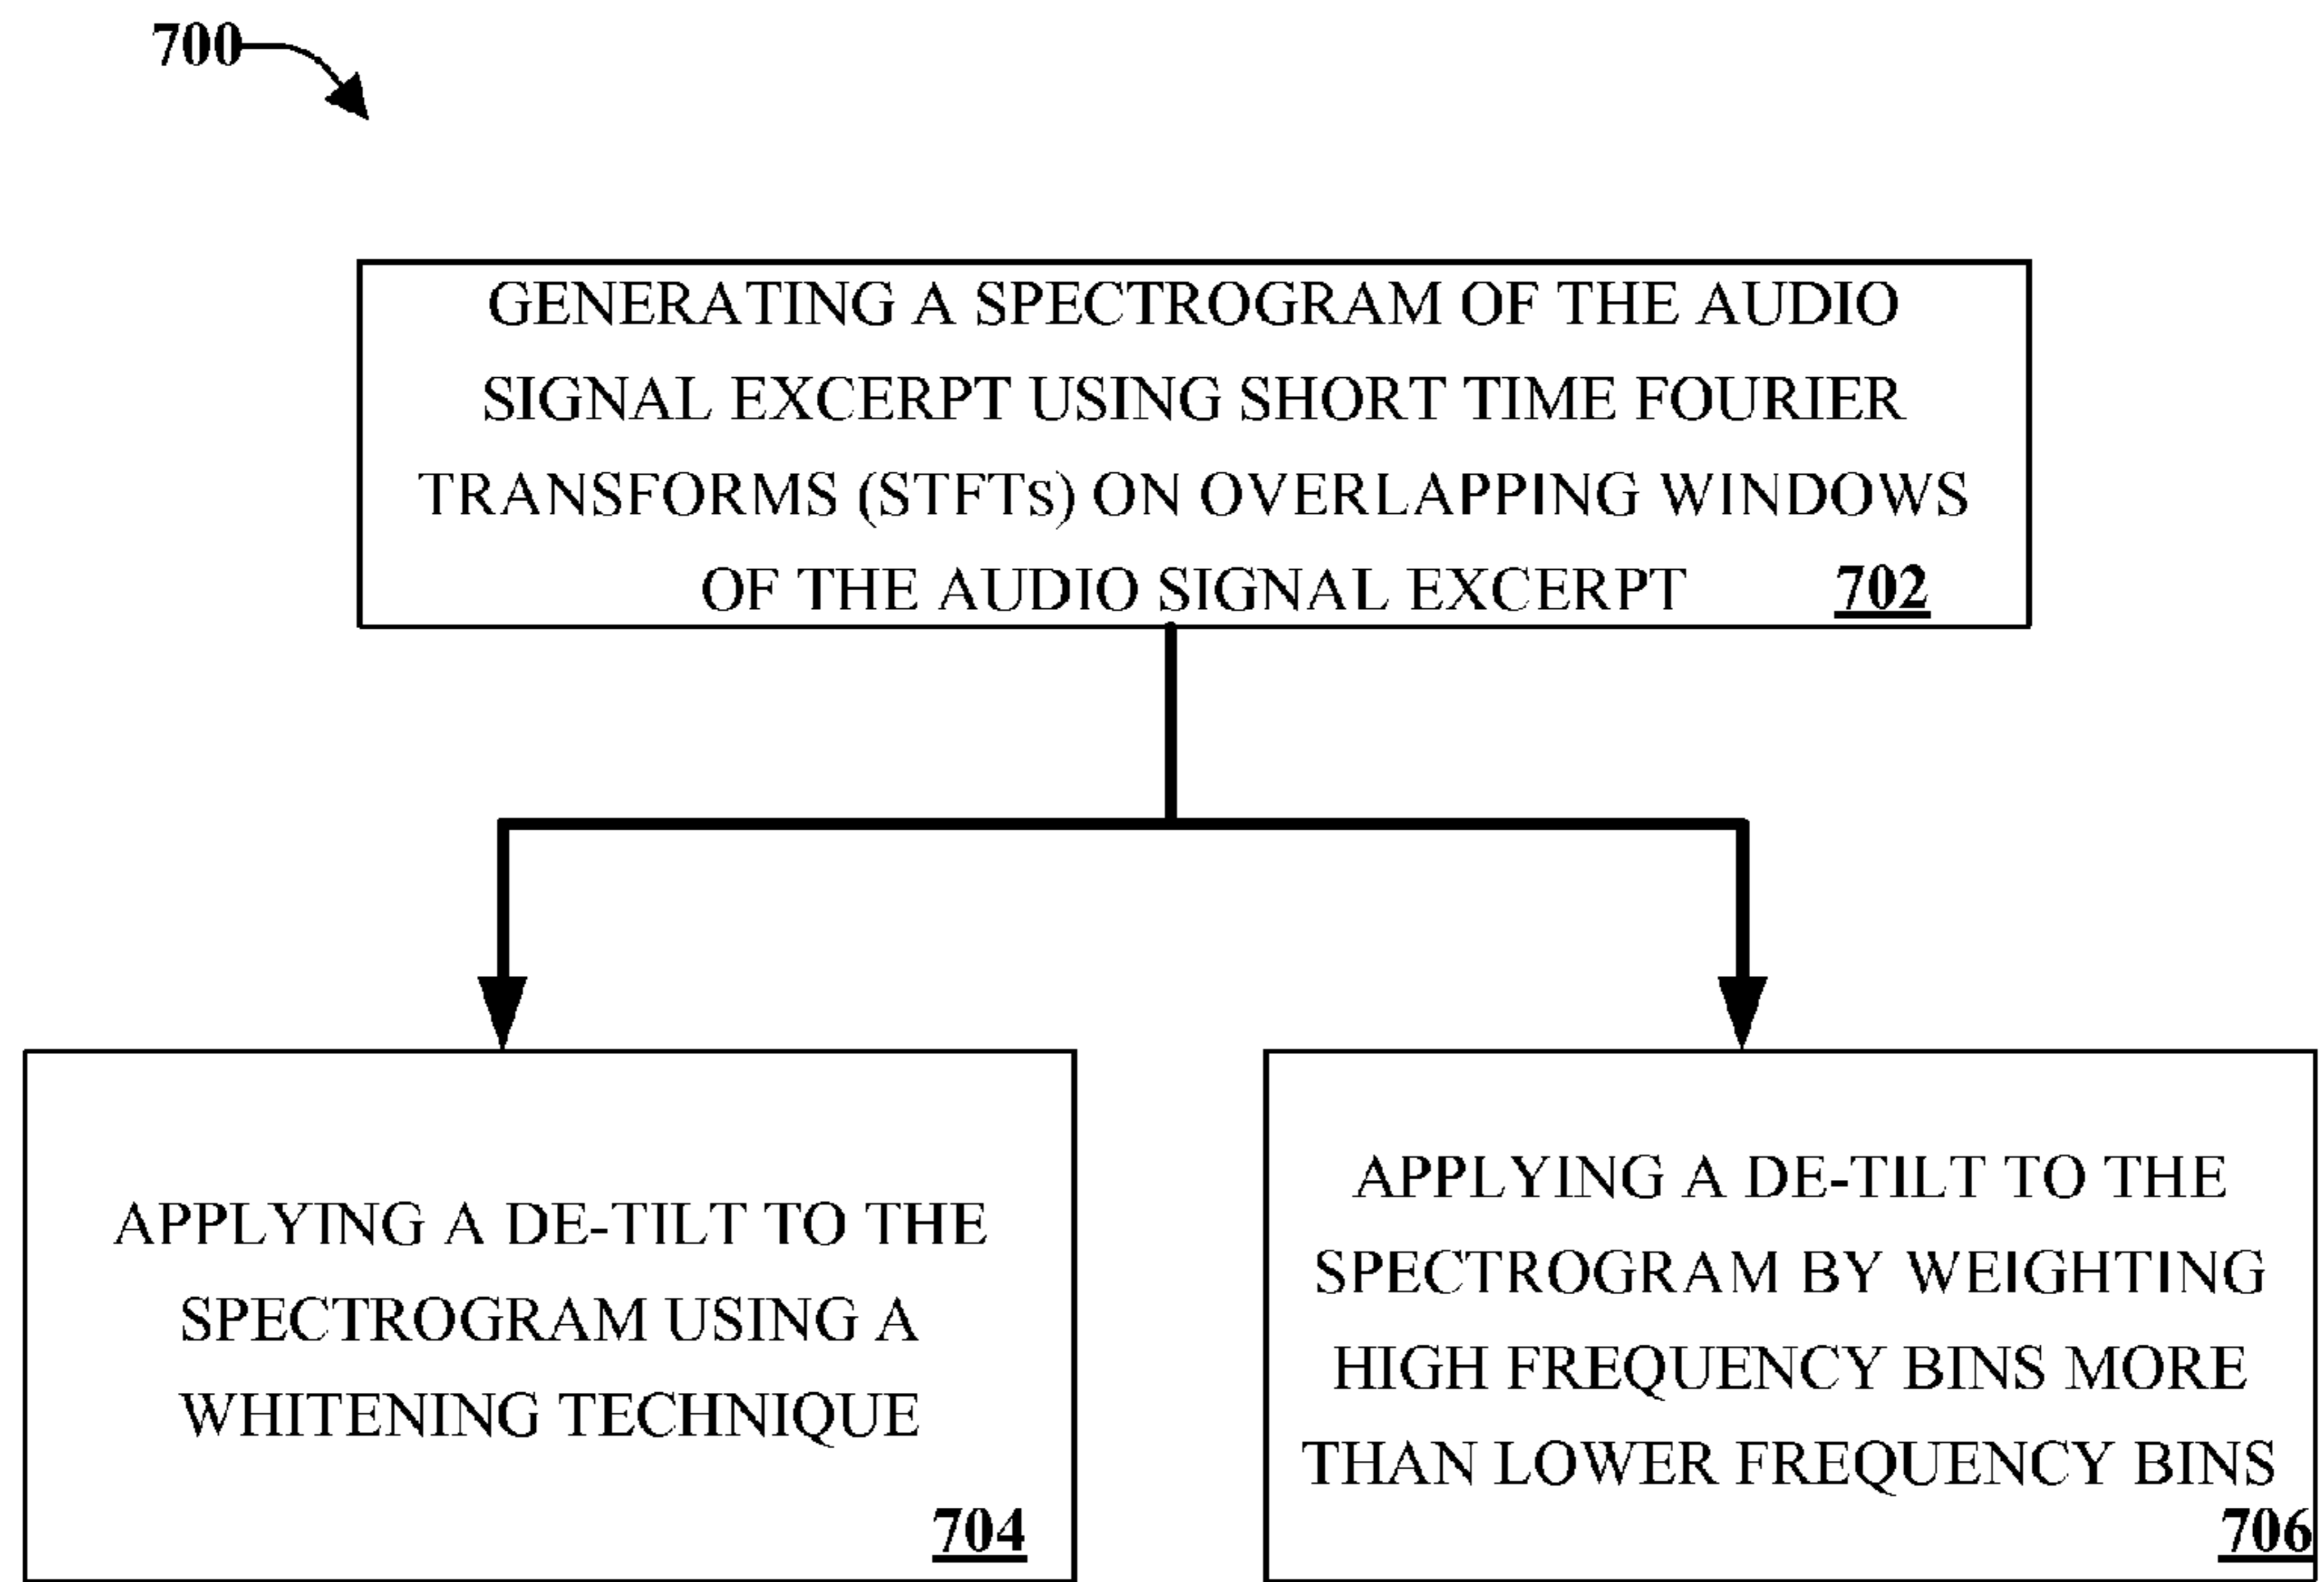 700
GENERATING A SPECTROGRAM OF THE AUDIO
SIGNAL EXCERPT USING SHORT TIME FOURIER
TRANSFORMS (STFTs) ON OVERLAPPING WINDOWS
OF THE AUDIO SIGNAL EXCERPT 702
APPLYING A DE-TILT TO THE
SPECTROGRAM USING A
WHITENING TECHNIQUE
704
APPLYING A DE-TILT TO THE
SPECTROGRAM BY WEIGHTING
HIGH FREQUENCY BINS MORE
THAN LOWER FREQUENCY BINS
706